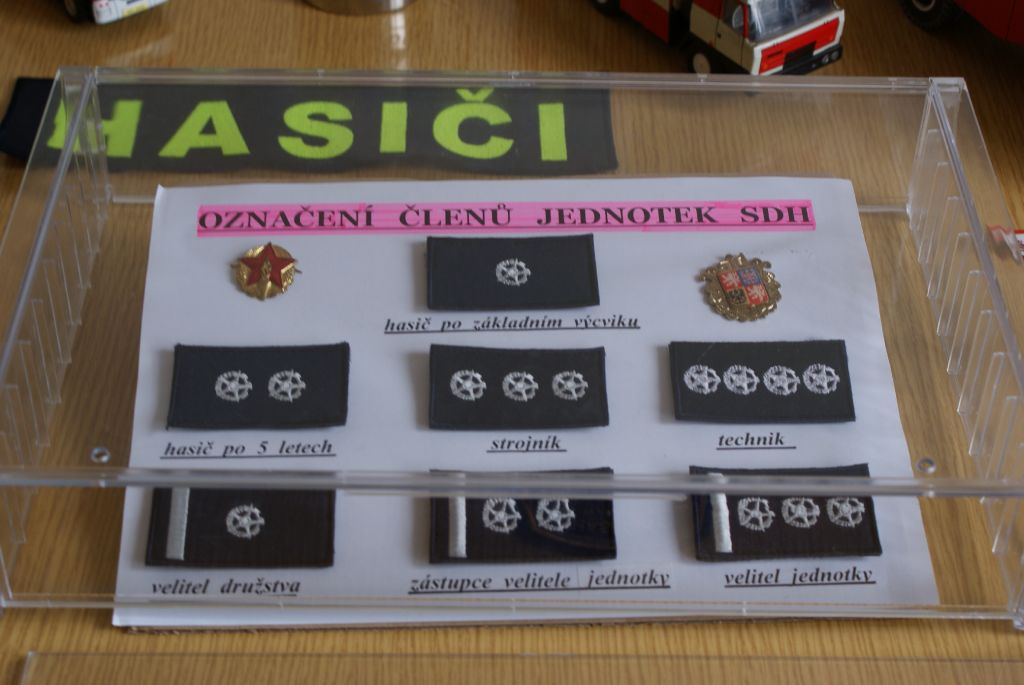 HASIČI
OZNAČENÍ ČLENŮ JEDNOTEK SDH
hasič po základním výcviku
hasič po 5 letech
strojník
technik
velitel družstva
zástupce velitele jednotky
velitel jednotky